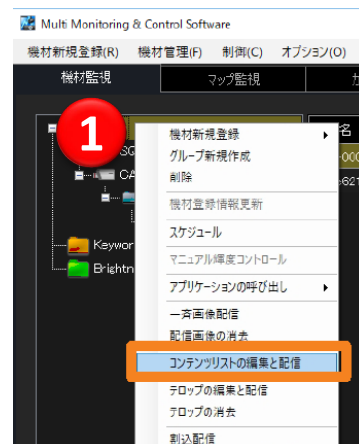 Multi Monitoring & Control Software
機材新規登録(R) 機材管理(F) 制御(C) オプション(O)
機材監視 マップ監視
1
名
機材新規登録
グループ新規作成
削除
機材登録情報更新
スケジュール
マニュアル輝度コントロール
アプリケーションの呼び出し
一斉画像配信
配信画像の消去
コンテンツリストの編集と配信
テロップの編集と配信
テロップの消去
割込配信
SG
CA
Keywor
Brightn
-000